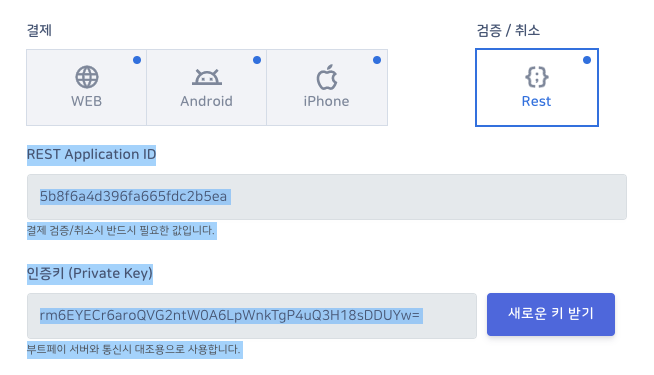 결제
검증 / 취소
WEB
Android
iPhone
Rest
REST Application ID
5b8f6a4d396fa665fdc2b5ea
결제 검증/취소시 반드시 필요한 값입니다.
인증키 (Private Key)
rm6EYECr6aroQVG2ntW0A6LpWnkTgP4uQ3H18sDDUYw=
새로운 키 받기
부트페이 서버와 통신시 대조용으로 사용합니다.